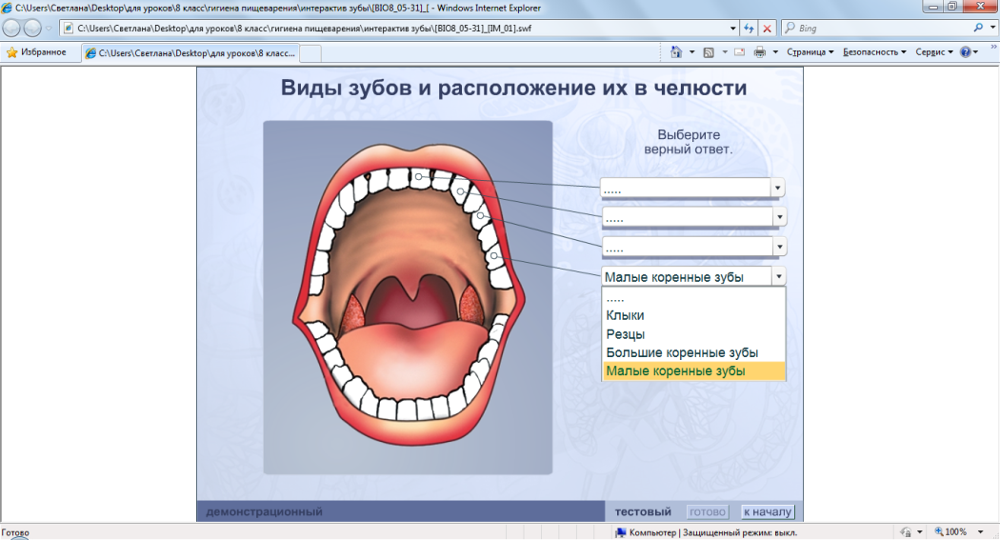 C:\Users\Светлана\Desktop\для уроков\8 класс\гигиена пищеварения\интерактив зубы\[BIO8_05-31]_[ - Windows Internet Explorer
C:\Users\Светлана\Desktop\для уроков\8 класс\гигиена пищеварения\интерактив зубы\[BIO8_05-31]_[IM_01].swf
Bing
Избранное
C:\Users\Светлана\Desktop\для уроков\8 класс...
Страница
Безопасность
Сервис
»
Виды зубов и расположение их в челюсти
Выберите
верный ответ.
.....
.....
.....
Малые коренные зубы
.....
Клыки
Резцы
Большие коренные зубы
Малые коренные зубы
демонстрационный
тестовый
готово
к началу
Готово
Компьютер | Защищенный режим: выкл.
100%